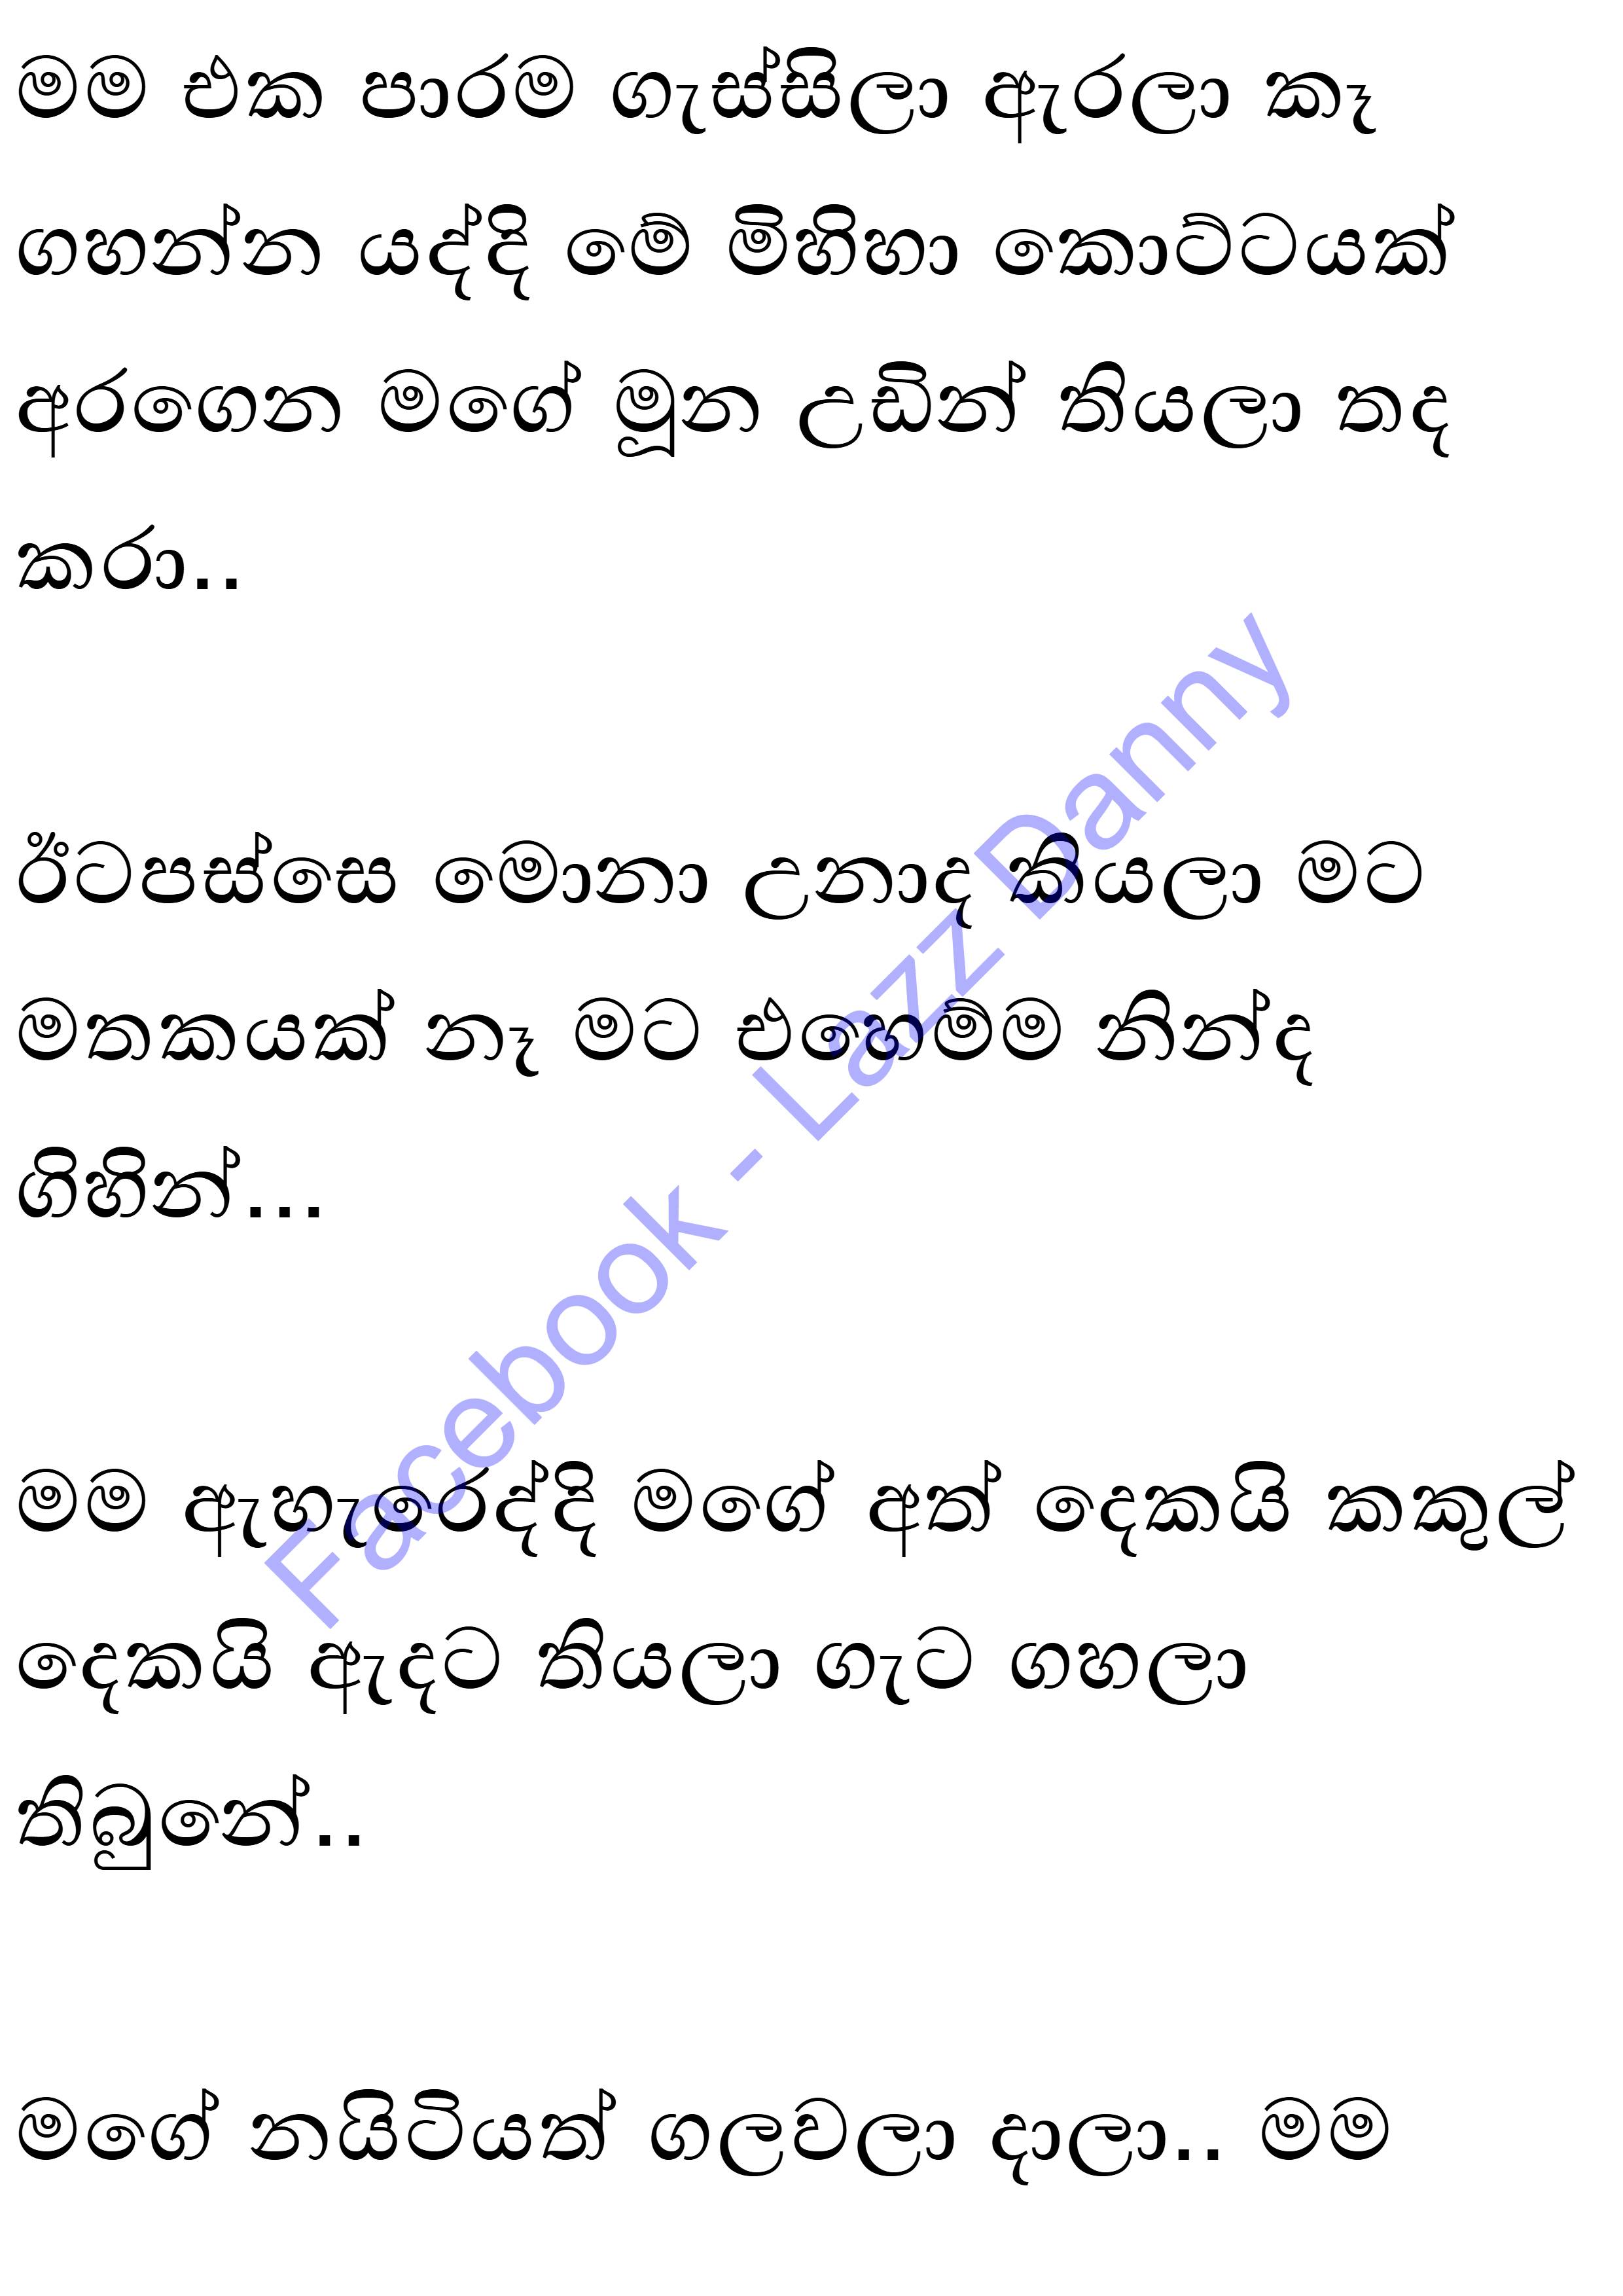 මම එක පාරම ගැස්සිලා ඇරලා කෑ
ගහන්න යද්දි මේ මිහිහා කොට්ටයක්
අරගෙන මගේ මූන උඩින් තියලා තද
කරා..
ඊටපස්සෙ මොනා උනාද කියලා මට
මතකයක් නෑ මට එහෙම්ම නින්ද
ගිහින්...
මම ඇහැරෙද්දි මගේ අත් දෙකයි කකුල්
දෙකයි ඇඳට තියලා ගැට ගහලා
තිබුනේ..
මගේ නයිටියත් ගලවලා දාලා.. මම
Facebook - Lazz Danny